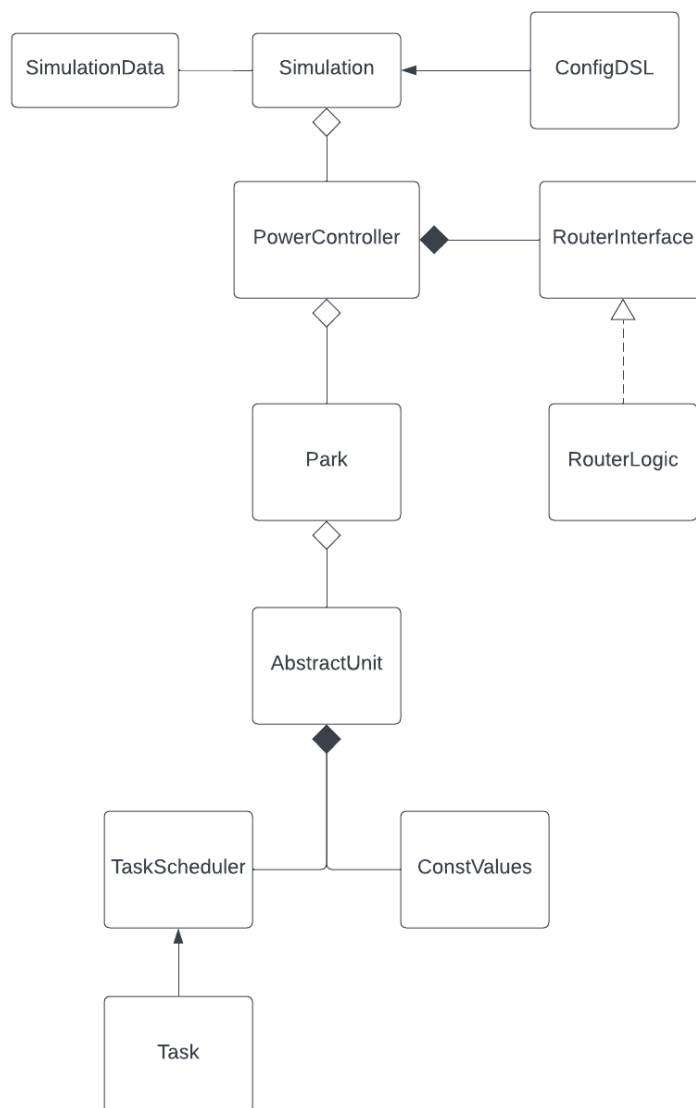 SimulationData
Simulation
ConfigDSL
PowerController
RouterInterface
Park
RouterLogic
AbstractUnit
TaskScheduler
ConstValues
Task